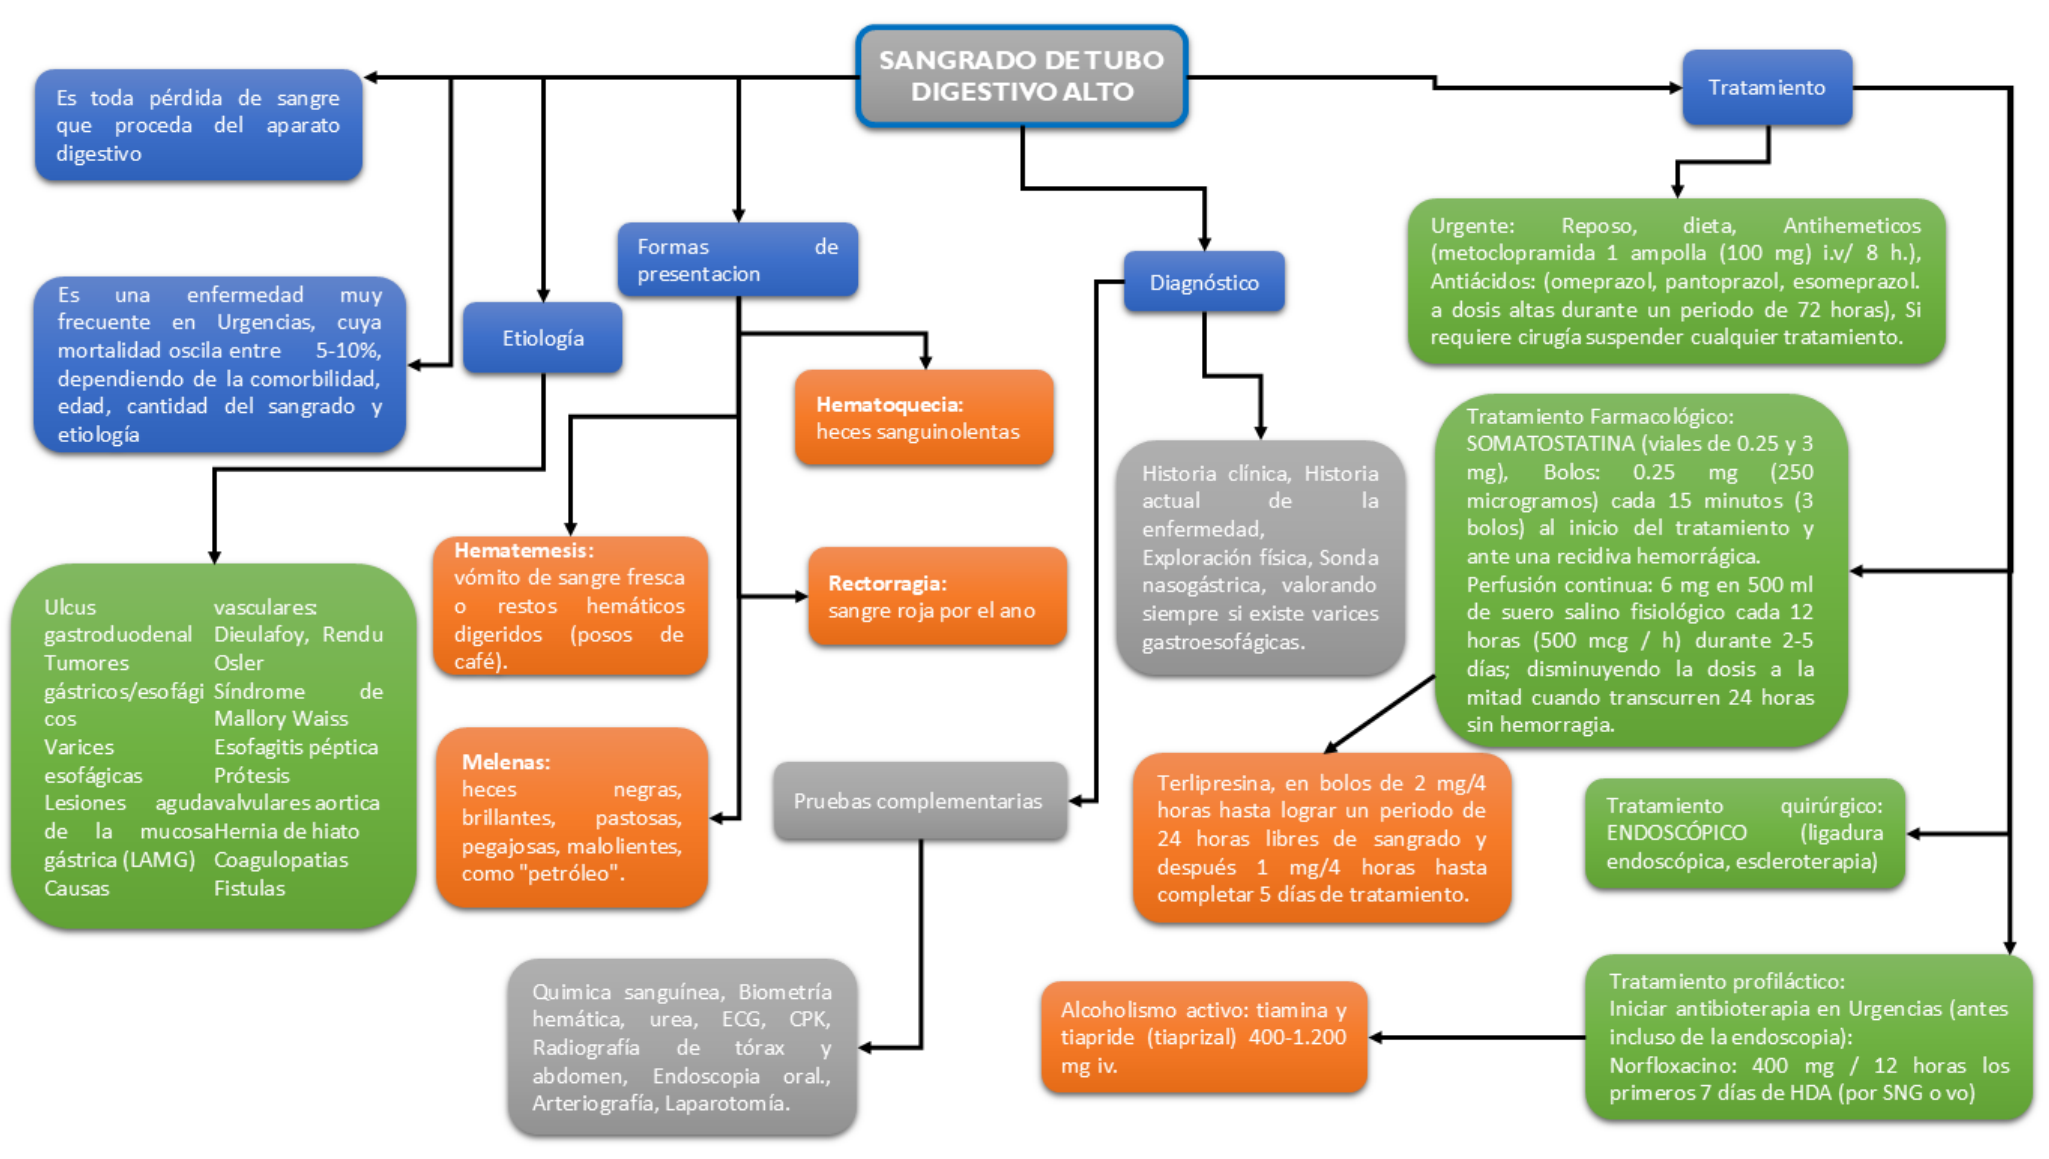 SANGRADO DE TUBO
DIGESTIVO ALTO
Es toda pérdida de sangre
que proceda del aparato
digestivo
Es una enfermedad muy
frecuente en Urgencias, cuya
mortalidad oscila entre 5-10%,
dependiendo de la comorbilidad,
edad, cantidad del sangrado y
etiología
Etiología
Ulcus
gastroduodenal
Tumores
gástricos/esofági
cos
Varices
esofágicas
Lesiones aguda
de la mucosa
gástrica (LAMG)
Causas
vasculares:
Dieulafoy, Rendu
Osler
Síndrome de
Mallory Waiss
Esofagitis péptica
Prótesis
valvulares aortica
Hernia de hiato
Coagulopatias
Fistulas
Formas de
presentacion
Hematoquecia:
heces sanguinolentas
Hematemesis:
vómito de sangre fresca
o restos hemáticos
digeridos (posos de
café).
Rectorragia:
sangre roja por el ano
Melenas:
heces negras,
brillantes, pastosas,
pegajosas, malolientes,
como "petróleo".
Diagnóstico
Historia clínica, Historia
actual de la
enfermedad,
Exploración física, Sonda
nasogástrica, valorando
siempre si existe varices
gastroesofágicas.
Pruebas complementarias
Quimica sanguínea, Biometría
hemática, urea, ECG, CPK,
Radiografía de tórax y
abdomen, Endoscopia oral.,
Arteriografía, Laparotomía.
Tratamiento
Urgente: Reposo, dieta, Antihemeticos
(metoclopramida 1 ampolla (100 mg) i.v/ 8 h.),
Antiácidos: (omeprazol, pantoprazol, esomeprazol.
a dosis altas durante un periodo de 72 horas), Si
requiere cirugía suspender cualquier tratamiento.
Tratamiento Farmacológico:
SOMATOSTATINA (viales de 0.25 y 3
mg), Bolos: 0.25 mg (250
microgramos) cada 15 minutos (3
bolos) al inicio del tratamiento y
ante una recidiva hemorrágica.
Perfusión continua: 6 mg en 500 ml
de suero salino fisiológico cada 12
horas (500 mcg / h) durante 2-5
días; disminuyendo la dosis a la
mitad cuando transcurren 24 horas
sin hemorragia.
Terlipresina, en bolos de 2 mg/4
horas hasta lograr un periodo de
24 horas libres de sangrado y
después 1 mg/4 horas hasta
completar 5 días de tratamiento.
Tratamiento quirúrgico:
ENDOSCÓPICO (ligadura
endoscópica, escleroterapia)
Tratamiento profiláctico:
Iniciar antibioterapia en Urgencias (antes
incluso de la endoscopia):
Norfloxacino: 400 mg / 12 horas los
primeros 7 días de HDA (por SNG o vo)
Alcoholismo activo: tiamina y
tiapride (tiaprizal) 400-1.200
mg iv.